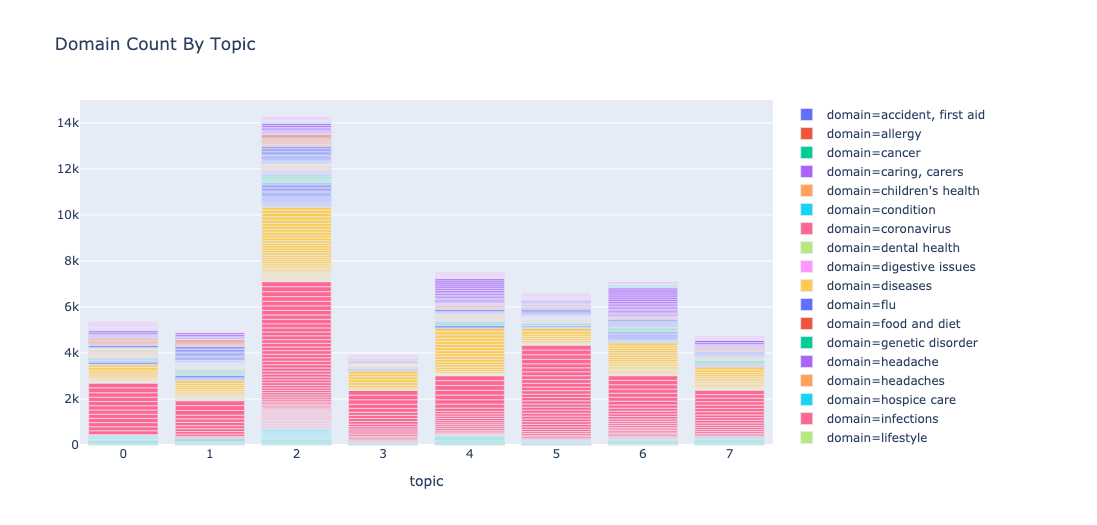 Domain Count By Topic
14k
12k
10k
8k
6k
4k
2k
0
0 1 2 3 4 5 6 7
topic
domain=accident, first aid
domain=allergy
domain=cancer
domain=caring, carers
domain=children's health
domain=condition
domain=coronavirus
domain=dental health
domain=digestive issues
domain=diseases
domain=flu
domain=food and diet
domain=genetic disorder
domain=headache
domain=headaches
domain=hospice care
domain=infections
domain=lifestyle